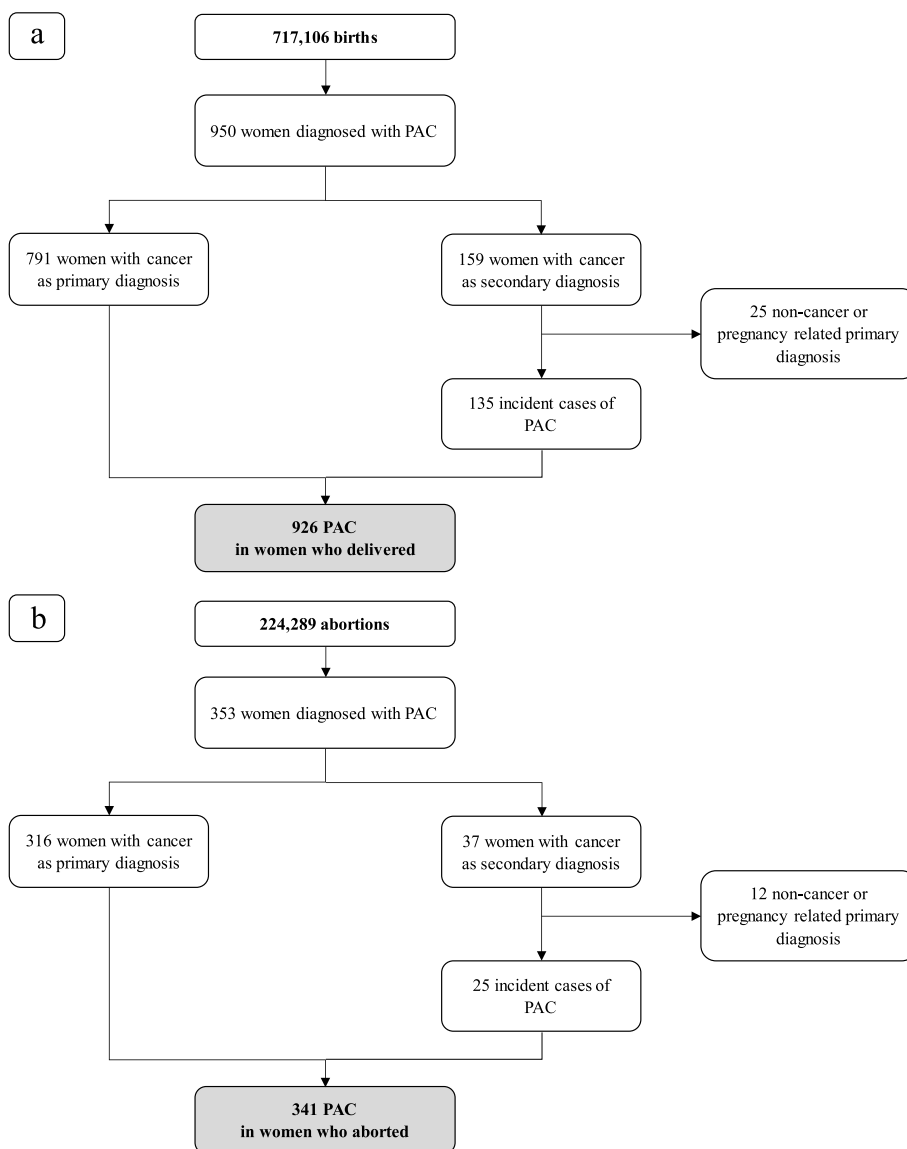 a
717,106 births
950 women diagnosed with PAC
791 women with cancer
as primary diagnosis
159 women with cancer
as secondary diagnosis
25 non-cancer or
pregnancy related primary
diagnosis
135 incident cases of
PAC
926 PAC
in women who delivered
b
224,289 abortions
353 women diagnosed with PAC
316 women with cancer
as primary diagnosis
37 women with cancer
as secondary diagnosis
12 non-cancer or
pregnancy related primary
diagnosis
25 incident cases of
PAC
341 PAC
in women who aborted